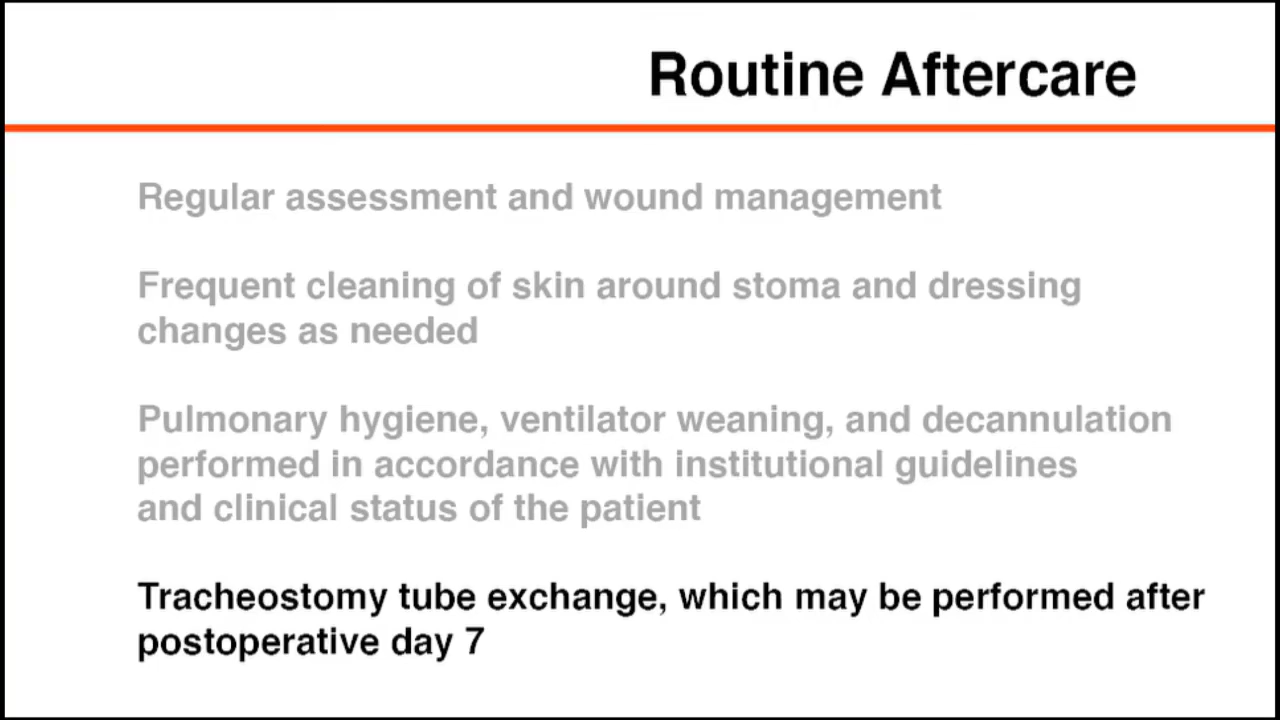 Routine Aftercare
Regular assessment and wound management
Frequent cleaning of skin around stoma and dressing
changes as needed
Pulmonary hygiene, ventilator weaning, and decannulation
performed in accordance with institutional guidelines
and clinical status of the patient
Tracheostomy tube exchange, which may be performed after
postoperative day 7